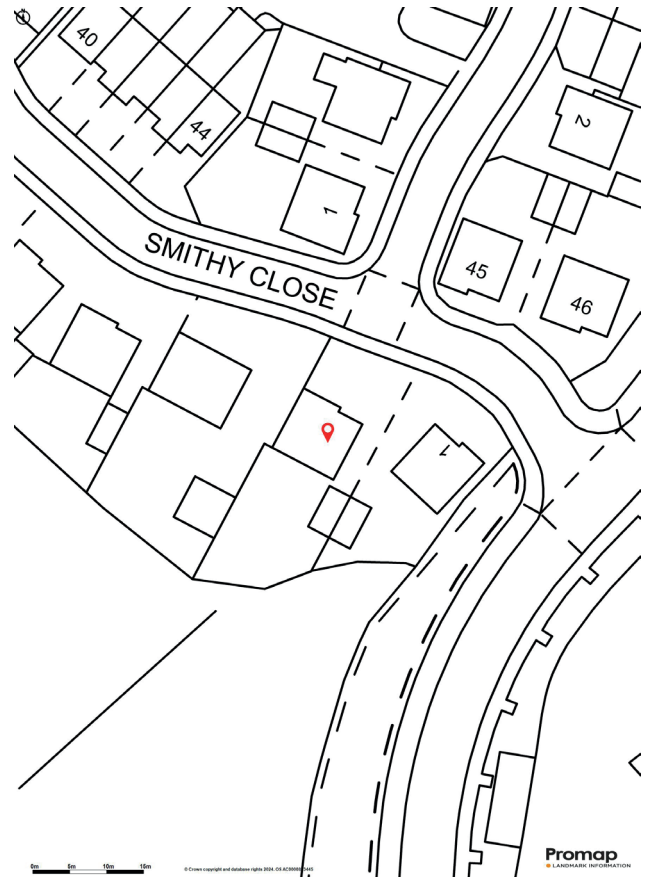 40
44
1
2
SMITHY CLOSE
45
46
1
0m 5m 10m 15m
© Crown copyright and database rights 2024. OS
Promap
LANDMARK INFORMATION